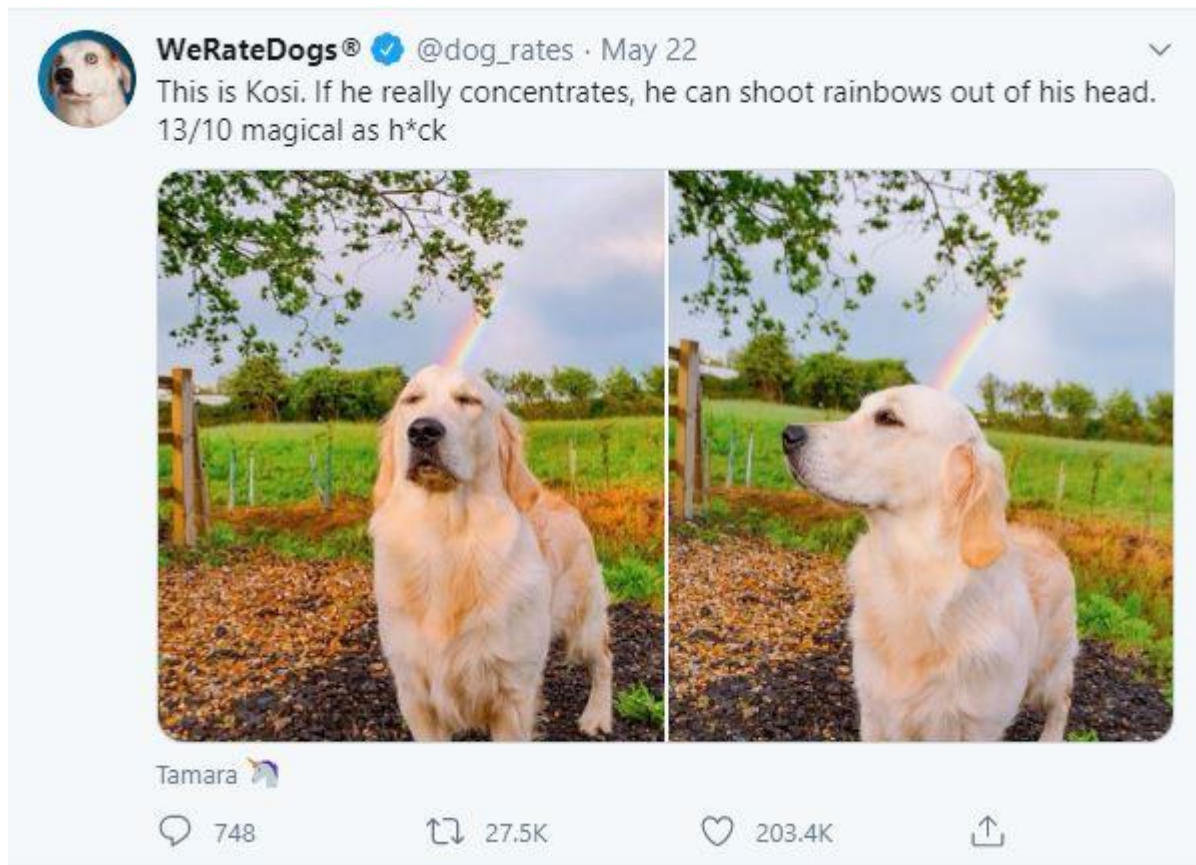 WeRateDogs® @dog_rates · May 22
This is Kosi. If he really concentrates, he can shoot rainbows out of his head.
13/10 magical as h*ck
Tamara 🦄
748 27.5K 203.4K